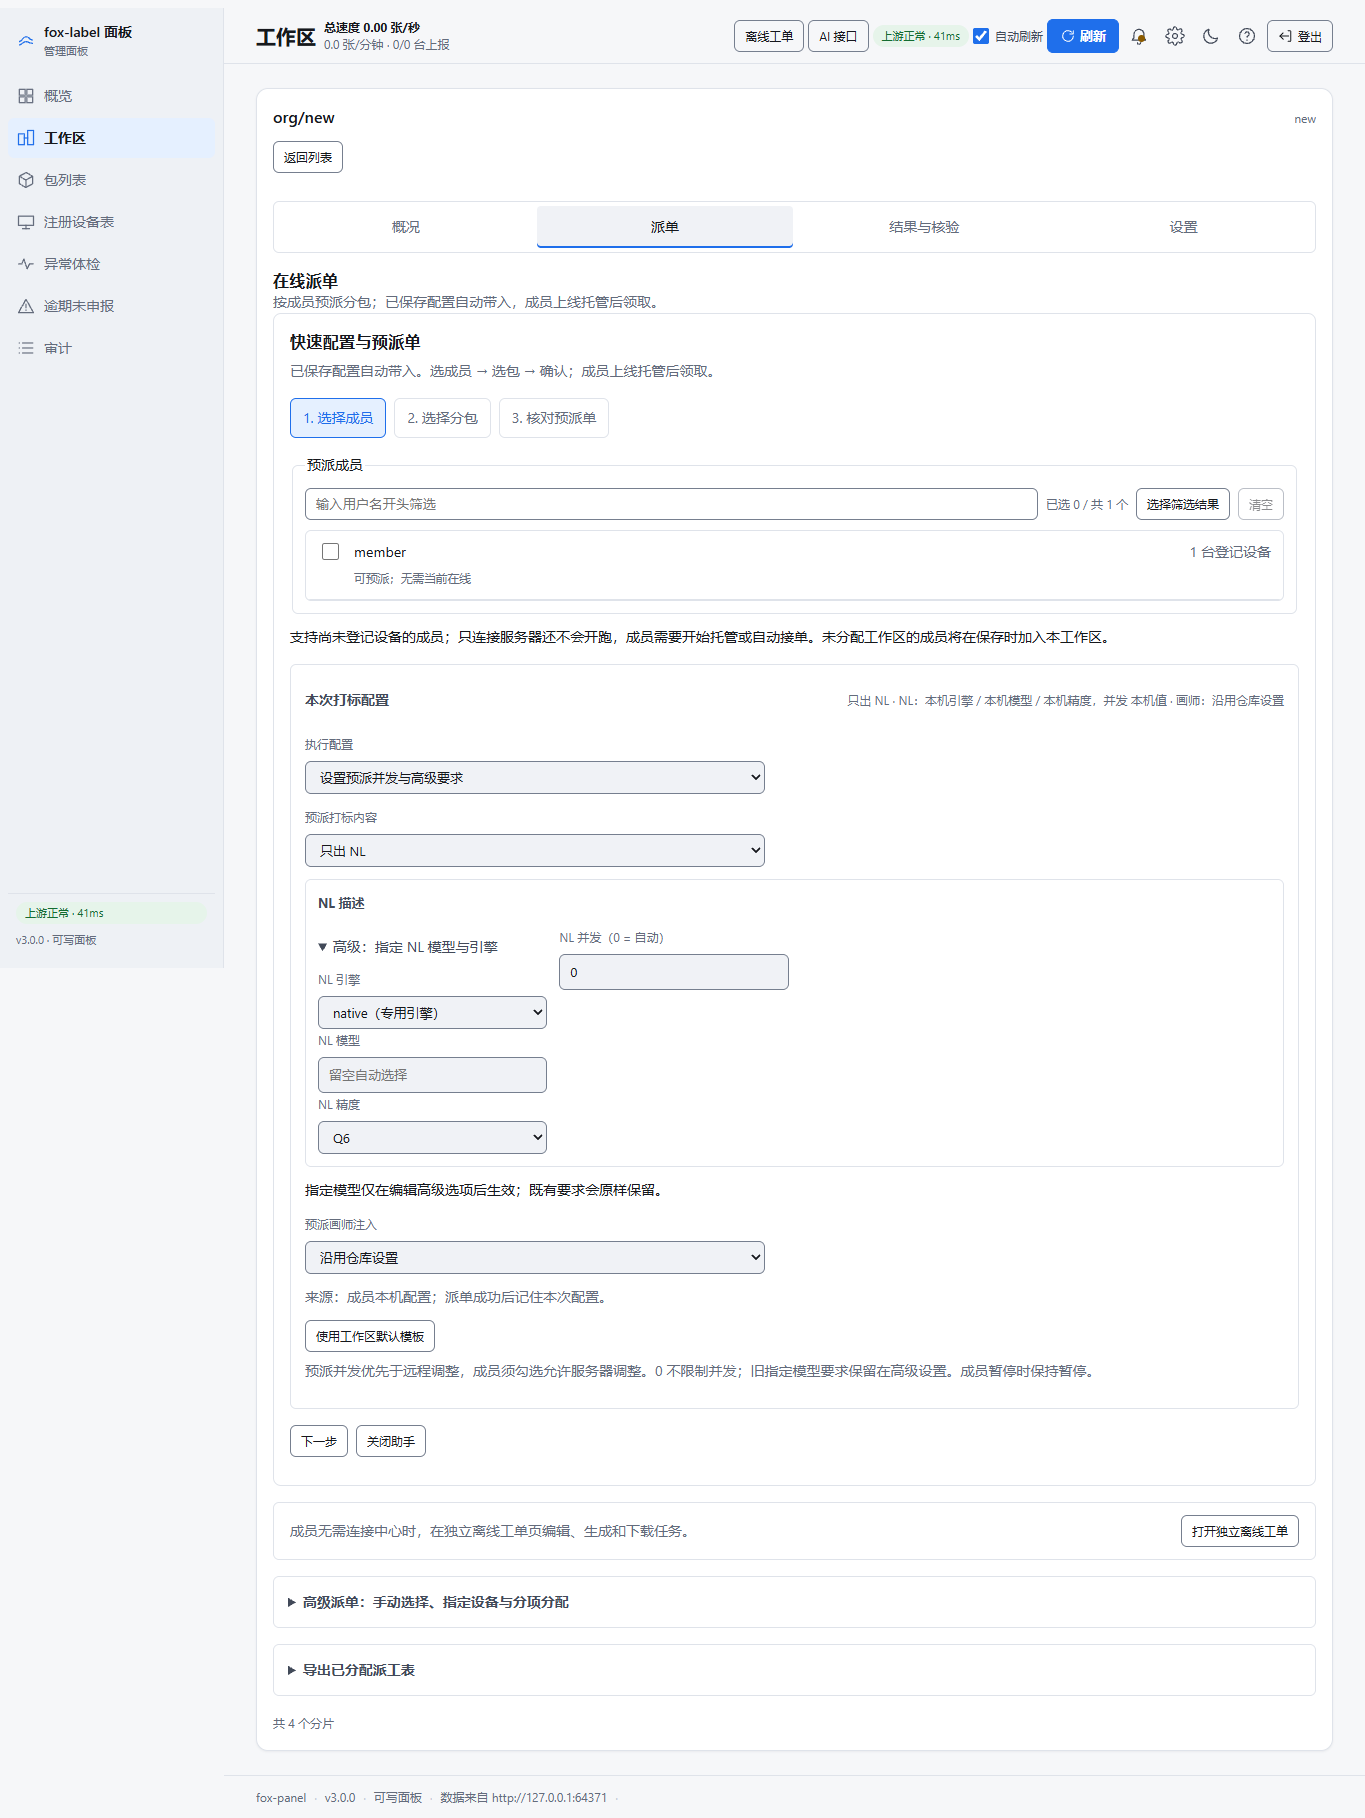 fox-label 面板
管理面板
概览
工作区
包列表
注册设备表
异常体检
逾期未申报
审计
上游正常 · 41ms
v3.0.0 · 可写面板
工作区
总速度 0.00 张/秒
0.0 张/分钟 · 0/0 台上报
离线工单
AI 接口
上游正常 · 41ms
自动刷新
刷新
登出
org/new
new
返回列表
概况
派单
结果与核验
设置
在线派单
按成员预派分包；已保存配置自动带入，成员上线托管后领取。
快速配置与预派单
已保存配置自动带入。选成员 → 选包 → 确认；成员上线托管后领取。
1. 选择成员
2. 选择分包
3. 核对预派单
预派成员
输入用户名开头筛选
已选 0 / 共 1 个
选择筛选结果
清空
member
1 台登记设备
可预派；无需当前在线
支持尚未登记设备的成员；只连接服务器还不会开跑，成员需要开始托管或自动接单。未分配工作区的成员将在保存时加入本工作区。
本次打标配置
只出 NL · NL：本机引擎 / 本机模型 / 本机精度，并发 本机值 · 画师：沿用仓库设置
执行配置
设置预派并发与高级要求
预派打标内容
只出 NL
NL 描述
▼ 高级：指定 NL 模型与引擎
NL 并发（0 = 自动）
0
NL 引擎
native（专用引擎）
NL 模型
留空自动选择
NL 精度
Q6
指定模型仅在编辑高级选项后生效；既有要求会原样保留。
预派画师注入
沿用仓库设置
来源：成员本机配置；派单成功后记住本次配置。
使用工作区默认模板
预派并发优先于远程调整，成员须勾选允许服务器调整。0 不限制并发；旧指定模型要求保留在高级设置。成员暂停时保持暂停。
下一步
关闭助手
成员无需连接中心时，在独立离线工单页编辑、生成和下载任务。
打开独立离线工单
▶ 高级派单：手动选择、指定设备与分项分配
▶ 导出已分配派工表
共 4 个分片
fox-panel · v3.0.0 · 可写面板 · 数据来自 http://127.0.0.1:64371 ·